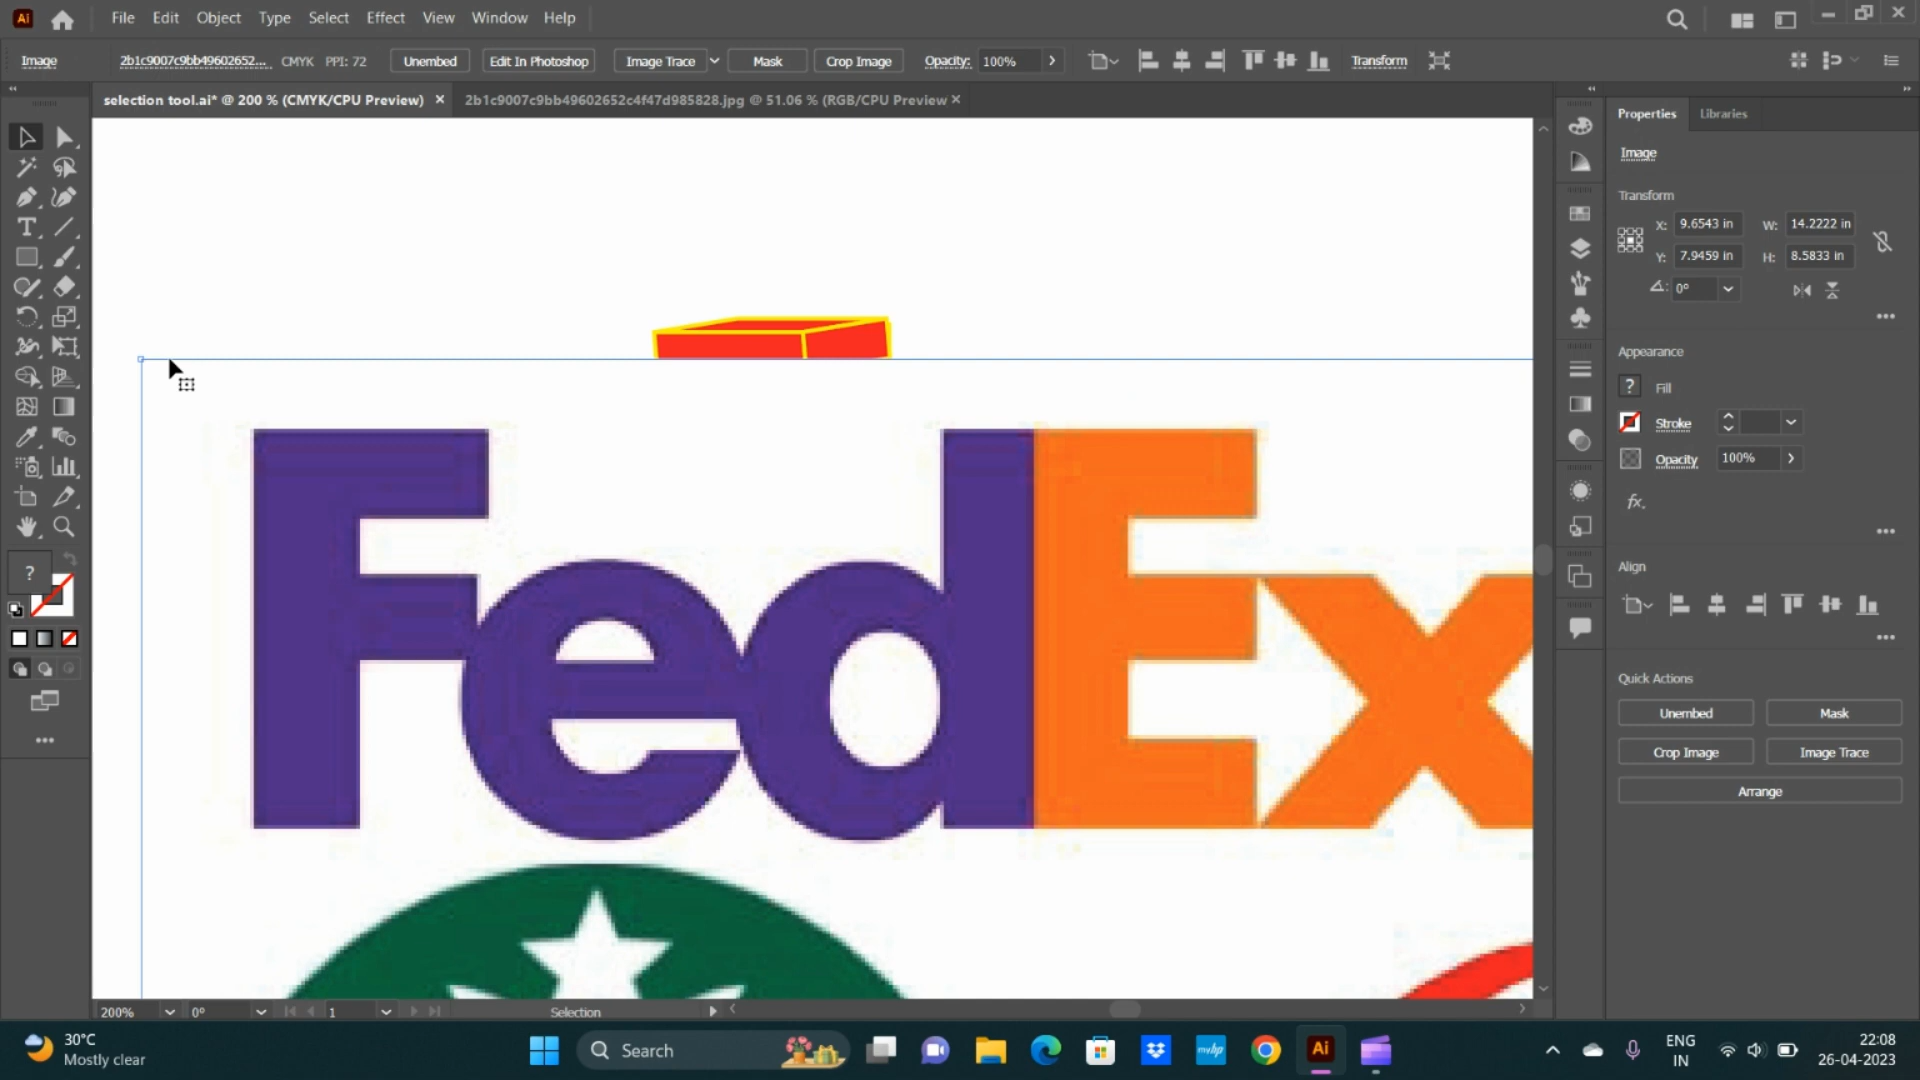 Ai File Edit Object Type Select Effect View Window Help
Image 2b1c9007c9bb49602652... CMYK PPI: 72 Unembed Edit In Photoshop Image Trace Mask Crop Image Opacity: 100% Transform
selection tool.ai* @ 200 % (CMYK/CPU Preview) × 2b1c9007c9bb49602652c4f47d985828.jpg @ 51.06 % (RGB/CPU Preview ×
Properties Libraries
Image
Transform
X: 9.6543 in W: 14.2222 in
Y: 7.9459 in H: 8.5833 in
0°
Appearance
? Fill
Stroke
Opacity 100%
fx.
Align
Quick Actions
Unembed Mask
Crop Image Image Trace
Arrange
?
FedEx
200% 0° 1 Selection
30°C
Mostly clear
Search
mvhp
Ai
ENG
IN
22:08
26-04-2023